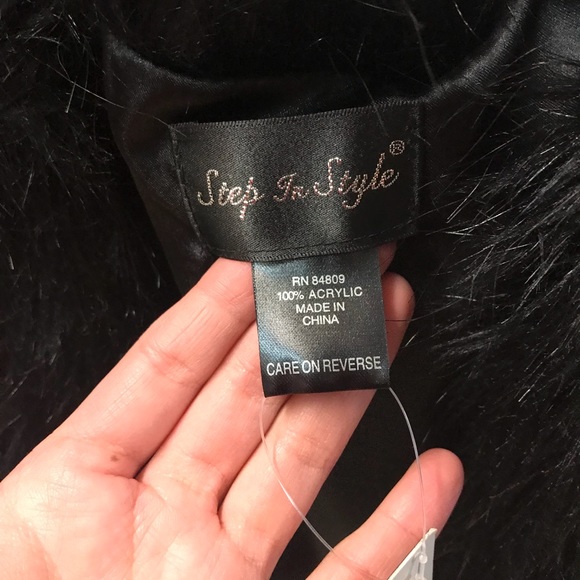 Step In Style®
RN 84809
100% ACRYLIC
MADE IN
CHINA
CARE ON REVERSE